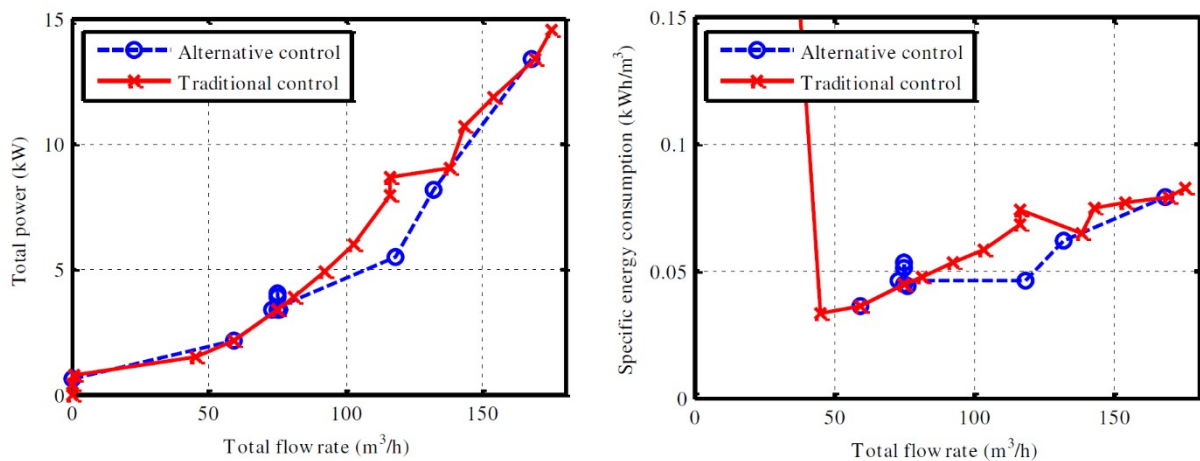 Total power (kW)
15
10
5
0
Alternative control
Traditional control
0
50
100
150
Total flow rate (m³/h)
Specific energy consumption (kWh/m³)
0.15
0.1
0.05
0
Alternative control
Traditional control
0
50
100
150
Total flow rate (m³/h)